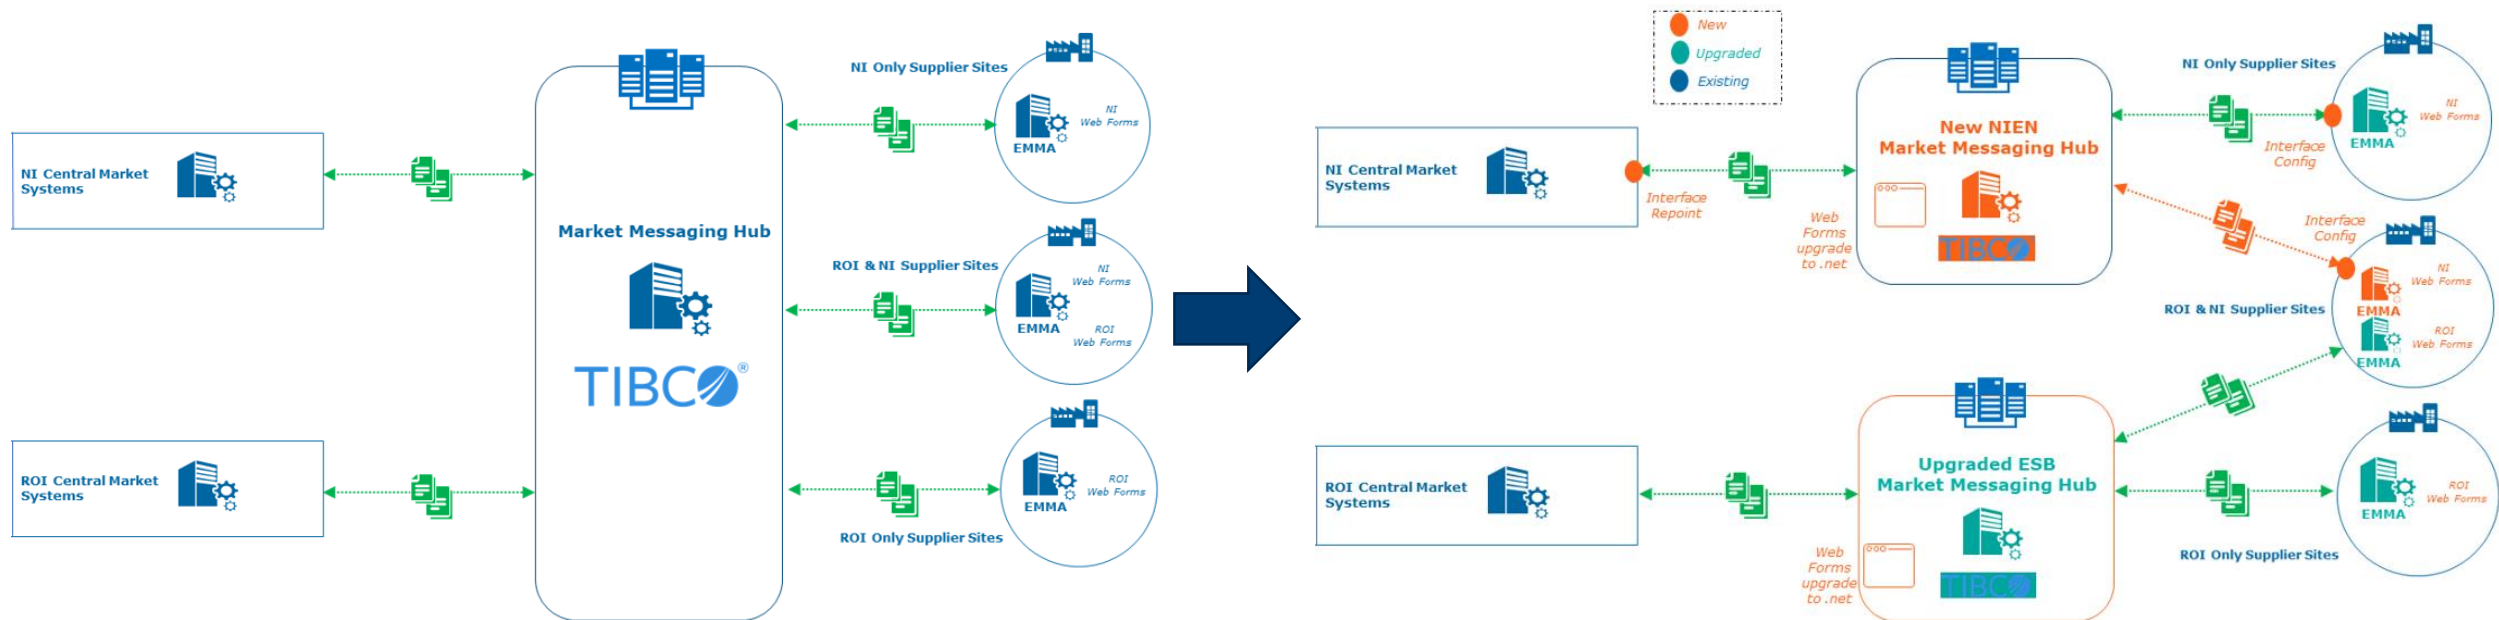 NI Central Market
Systems
ROI Central Market
Systems
Market Messaging Hub
TIBCO®
NI Only Supplier Sites
NI
Web Forms
EMMA
ROI & NI Supplier Sites
NI
Web Forms
EMMA
ROI
Web Forms
ROI
Web Forms
EMMA
ROI Only Supplier Sites
New
Upgraded
Existing
NI Central Market
Systems
Interface
Repoint
Web
Forms
upgrade
to .net
New NIEN
Market Messaging Hub
TIBCO
NI Only Supplier Sites
NI
Web Forms
EMMA
Interface
Config
Interface
Config
NI
Web Forms
EMMA
ROI & NI Supplier Sites
ROI
Web Forms
EMMA
ROI Central Market
Systems
Web
Forms
upgrade
to .net
Upgraded ESB
Market Messaging Hub
TIBCO
ROI
Web Forms
EMMA
ROI Only Supplier Sites